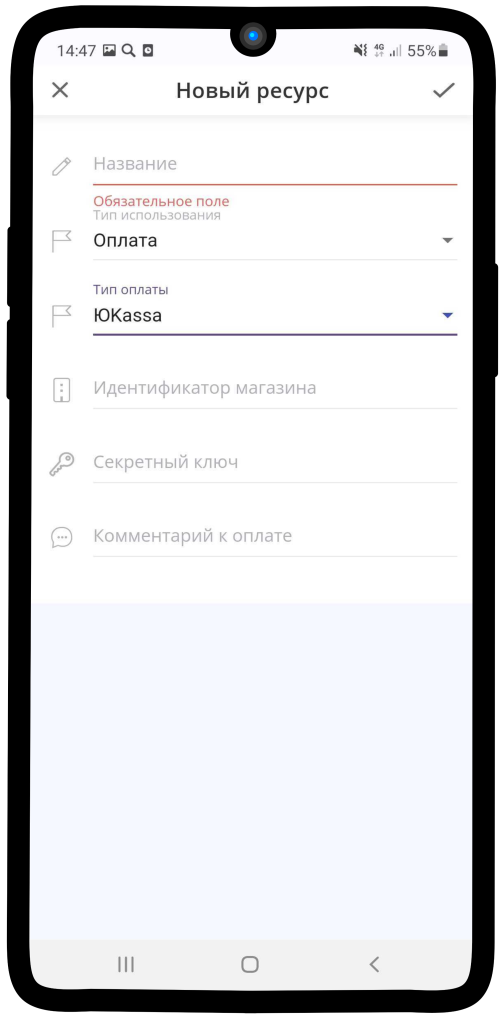 14:47 4G 55%
Новый ресурс
Название
Обязательное поле
Тип использования
Оплата
Тип оплаты
ЮKassa
Идентификатор магазина
Секретный ключ
Комментарий к оплате